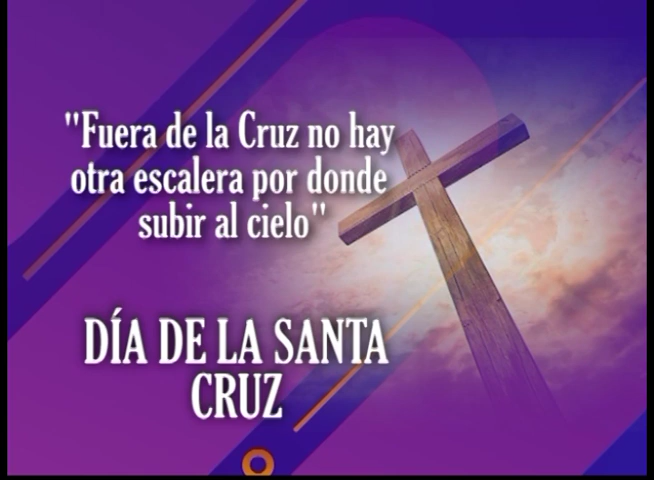 "Fuera de la Cruz no hay
otra escalera por donde
subir al cielo"
DÍA DE LA SANTA
CRUZ